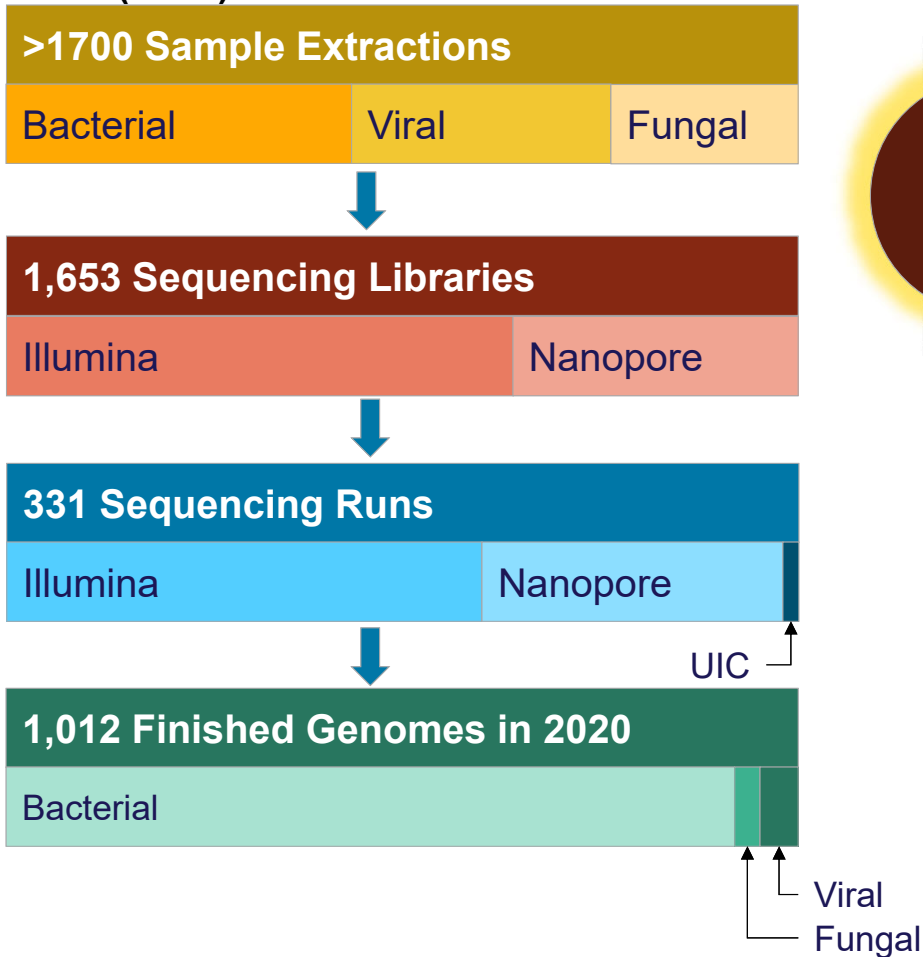 >1700 Sample Extractions
Bacterial Viral Fungal
1,653 Sequencing Libraries
Illumina Nanopore
331 Sequencing Runs
Illumina Nanopore
UIC
1,012 Finished Genomes in 2020
Bacterial
Viral
Fungal